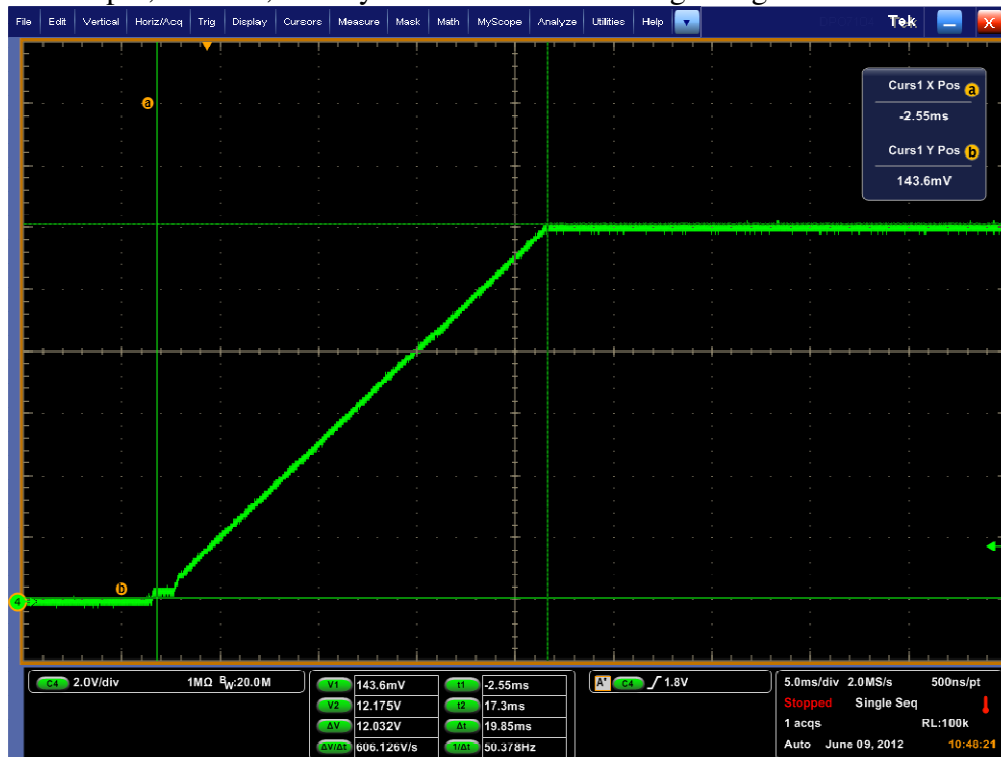 File Edit Vertical Horiz/Acq Trig Display Cursors Measure Mask Math MyScope Analyze Utilities Help Tek X
a
Curs1 X Pos a
-2.55ms
Curs1 Y Pos b
143.6mV
b
4
C4 2.0V/div 1MΩ BW:20.0M
V1 143.6mV t1 -2.55ms
V2 12.175V t2 17.3ms
ΔV 12.032V Δt 19.85ms
ΔV/Δt 606.126V/s 1/Δt 50.378Hz
A' C4 1.8V
5.0ms/div 2.0MS/s 500ns/pt
Stopped Single Seq
1 acqs RL:100k
Auto June 09, 2012 10:48:21